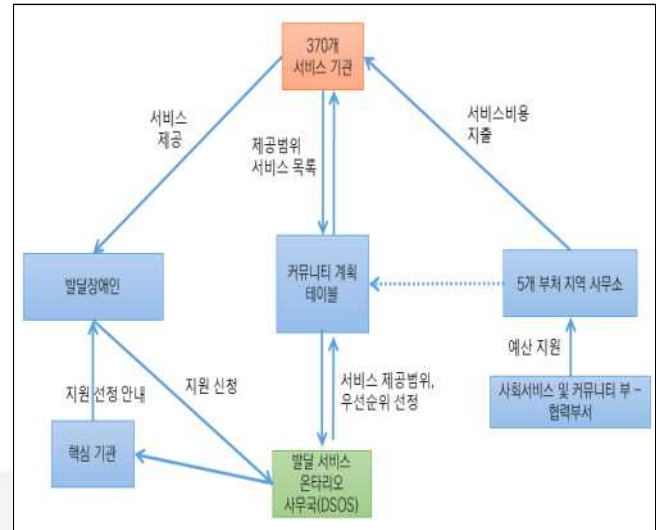 370개
서비스 기관
서비스
제공
제공범위
서비스 목록
서비스비용
지출
발달장애인
커뮤니티 계획
테이블
5개 부처 지역 사무소
예산 지원
지원 선정 안내
지원 신청
서비스 제공범위,
우선순위 선정
사회서비스 및 커뮤니티 부 –
협력부서
핵심 기관
발달 서비스
온타리오
사무국(DSOS)